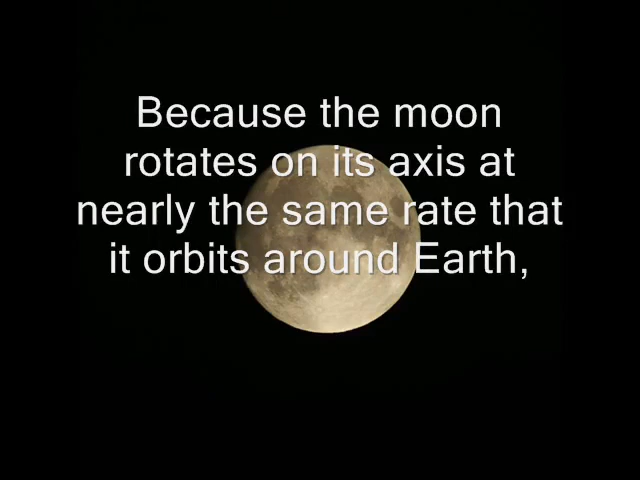 Because the moon
rotates on its axis at
nearly the same rate that
it orbits around Earth,